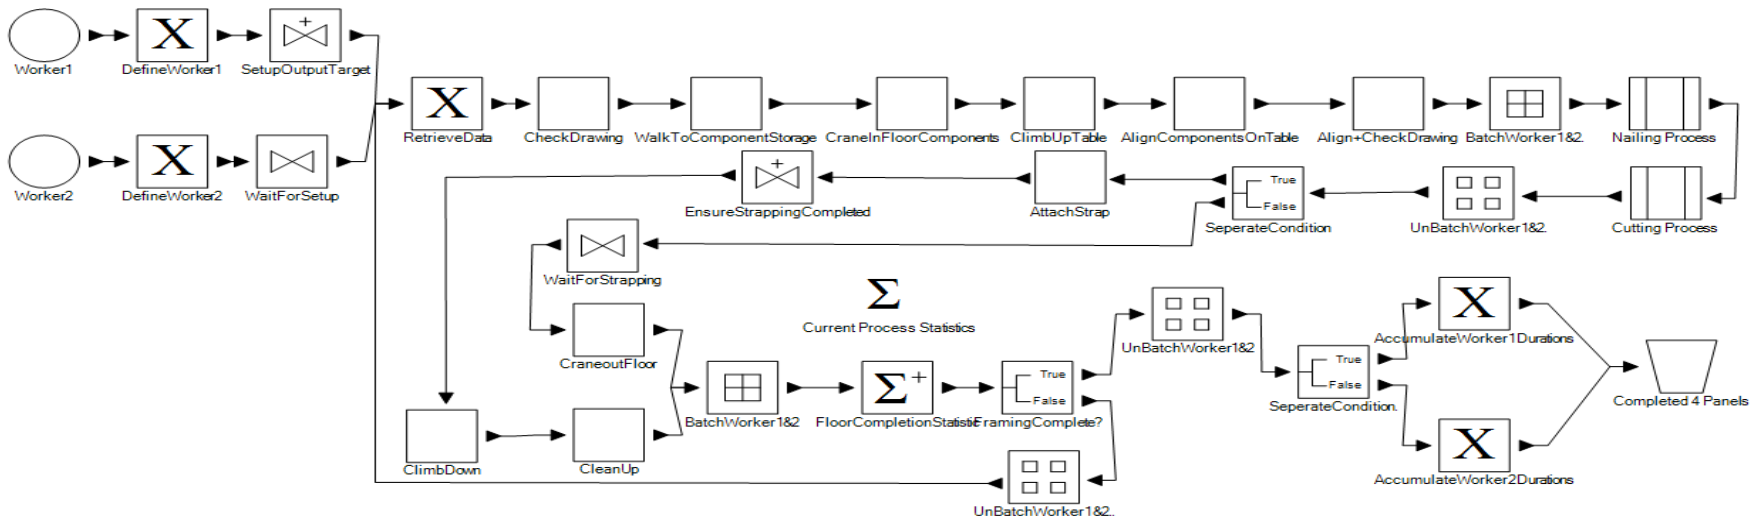 Worker1
DefineWorker1
SetupOutputTarget
Worker2
DefineWorker2
WaitForSetup
RetrieveData
CheckDrawing
WalkToComponentStorage
CraneInFloorComponents
ClimbUpTable
AlignComponentsOnTable
Align+CheckDrawing
BatchWorker1&2.
Nailing Process
Cutting Process
UnBatchWorker1&2.
True
False
SeperateCondition
AttachStrap
EnsureStrappingCompleted
WaitForStrapping
CraneoutFloor
ClimbDown
CleanUp
Σ
Current Process Statistics
BatchWorker1&2
Σ+
FloorCompletionStatistic
True
False
FramingComplete?
UnBatchWorker1&2..
UnBatchWorker1&2
True
False
SeperateCondition.
X
AccumulateWorker1Durations
X
AccumulateWorker2Durations
Completed 4 Panels
X
X
X